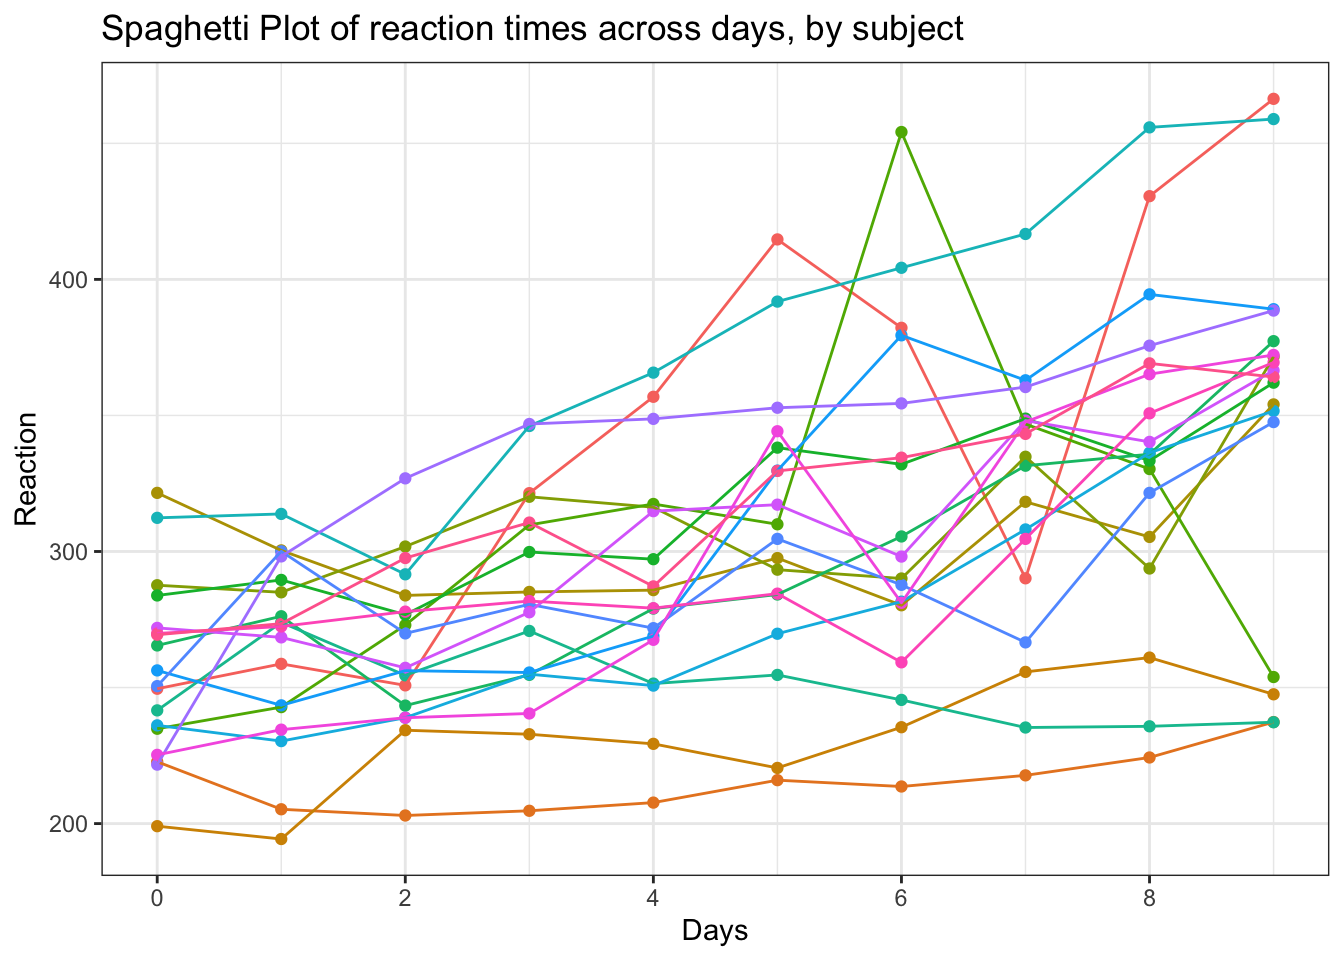 Spaghetti Plot of reaction times across days, by subject
Reaction
400
300
200
0 2 4 6 8
Days